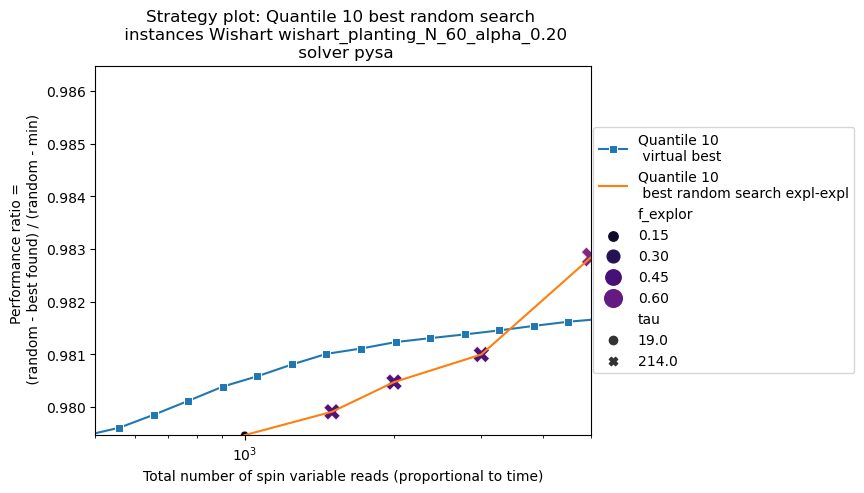 Strategy plot: Quantile 10 best random search
instances Wishart wishart_planting_N_60_alpha_0.20
solver pysa
0.986
0.985
0.984
0.983
0.982
0.981
0.980
Performance ratio =
(random - best found) / (random - min)
10³
Total number of spin variable reads (proportional to time)
Quantile 10
virtual best
Quantile 10
best random search expl-expl
f_explor
0.15
0.30
0.45
0.60
tau
19.0
214.0